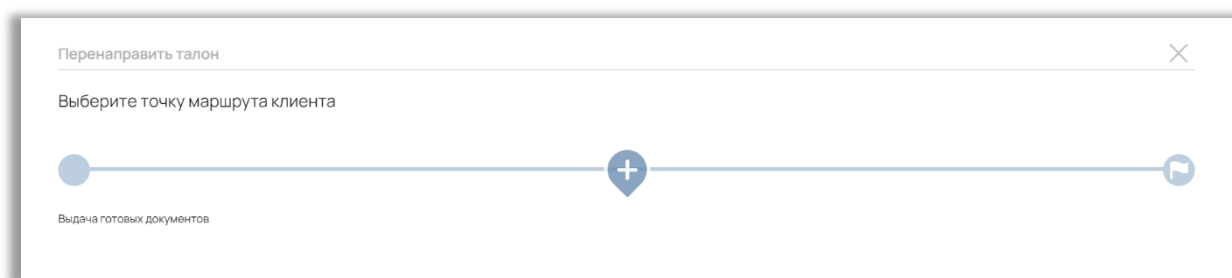 Перенаправить талон
Выберите точку маршрута клиента
Выдача готовых документов